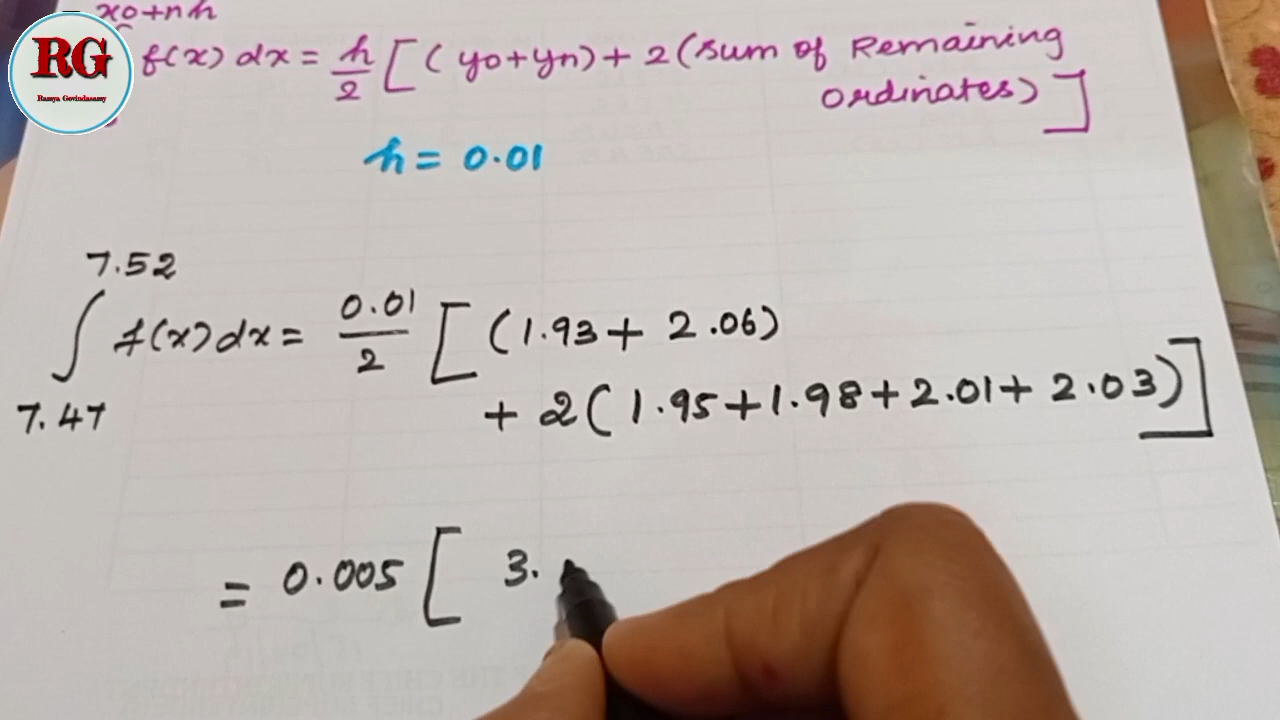 x0+nh
RG
Ramya Govindasamy
f(x) dx = h/2 [ (y0+yn) + 2 (sum of Remaining
ordinates) ]
h = 0.01
7.52
∫ f(x) dx = 0.01/2 [ (1.93 + 2.06)
7.47
+ 2 ( 1.95 + 1.98 + 2.01 + 2.03 ) ]
= 0.005 [ 3.